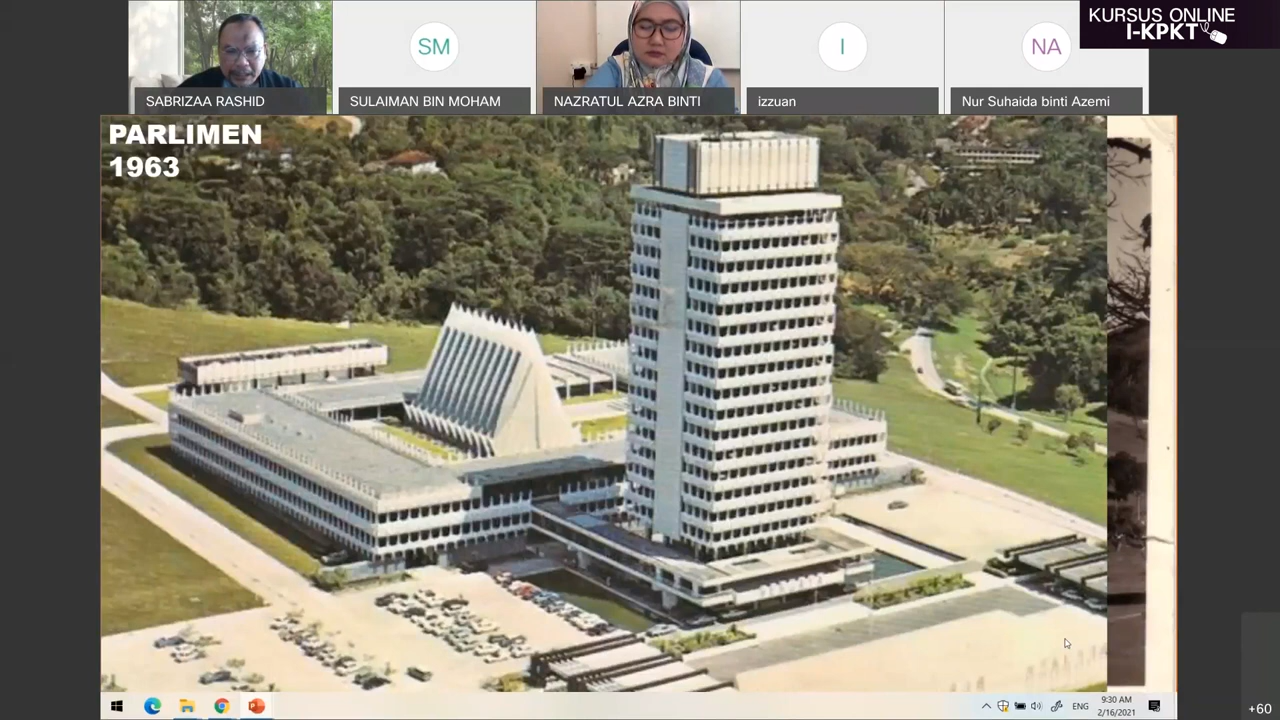 KURSUS ONLINE
I-KPKT
SM
I
NA
SABRIZAA RASHID
SULAIMAN BIN MOHAM
NAZRATUL AZRA BINTI
izzuan
Nur Suhaida binti Azemi
PARLIMEN
1963
ENG
9:30 AM
2/16/2021
+60